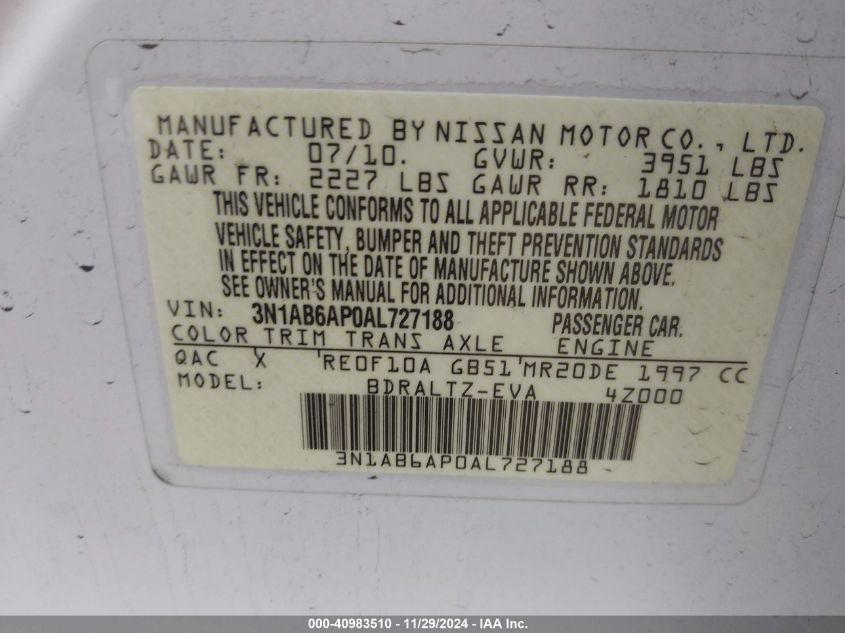 MANUFACTURED BY NISSAN MOTOR CO., LTD.
DATE: 07/10. GVWR: 3951 LBS
GAWR FR: 2227 LBS GAWR RR: 1810 LBS
THIS VEHICLE CONFORMS TO ALL APPLICABLE FEDERAL MOTOR
VEHICLE SAFETY, BUMPER AND THEFT PREVENTION STANDARDS
IN EFFECT ON THE DATE OF MANUFACTURE SHOWN ABOVE.
SEE OWNER'S MANUAL FOR ADDITIONAL INFORMATION.
VIN: 3N1AB6AP0AL727188 PASSENGER CAR.
COLOR TRIM TRANS AXLE ENGINE
QAC X 'RE0F10A GB51'MR20DE 1997 CC
MODEL: BDRALTZ-EVA 4Z000
3N1AB6AP0AL727188
000-40983510 - 11/29/2024 - IAA Inc.